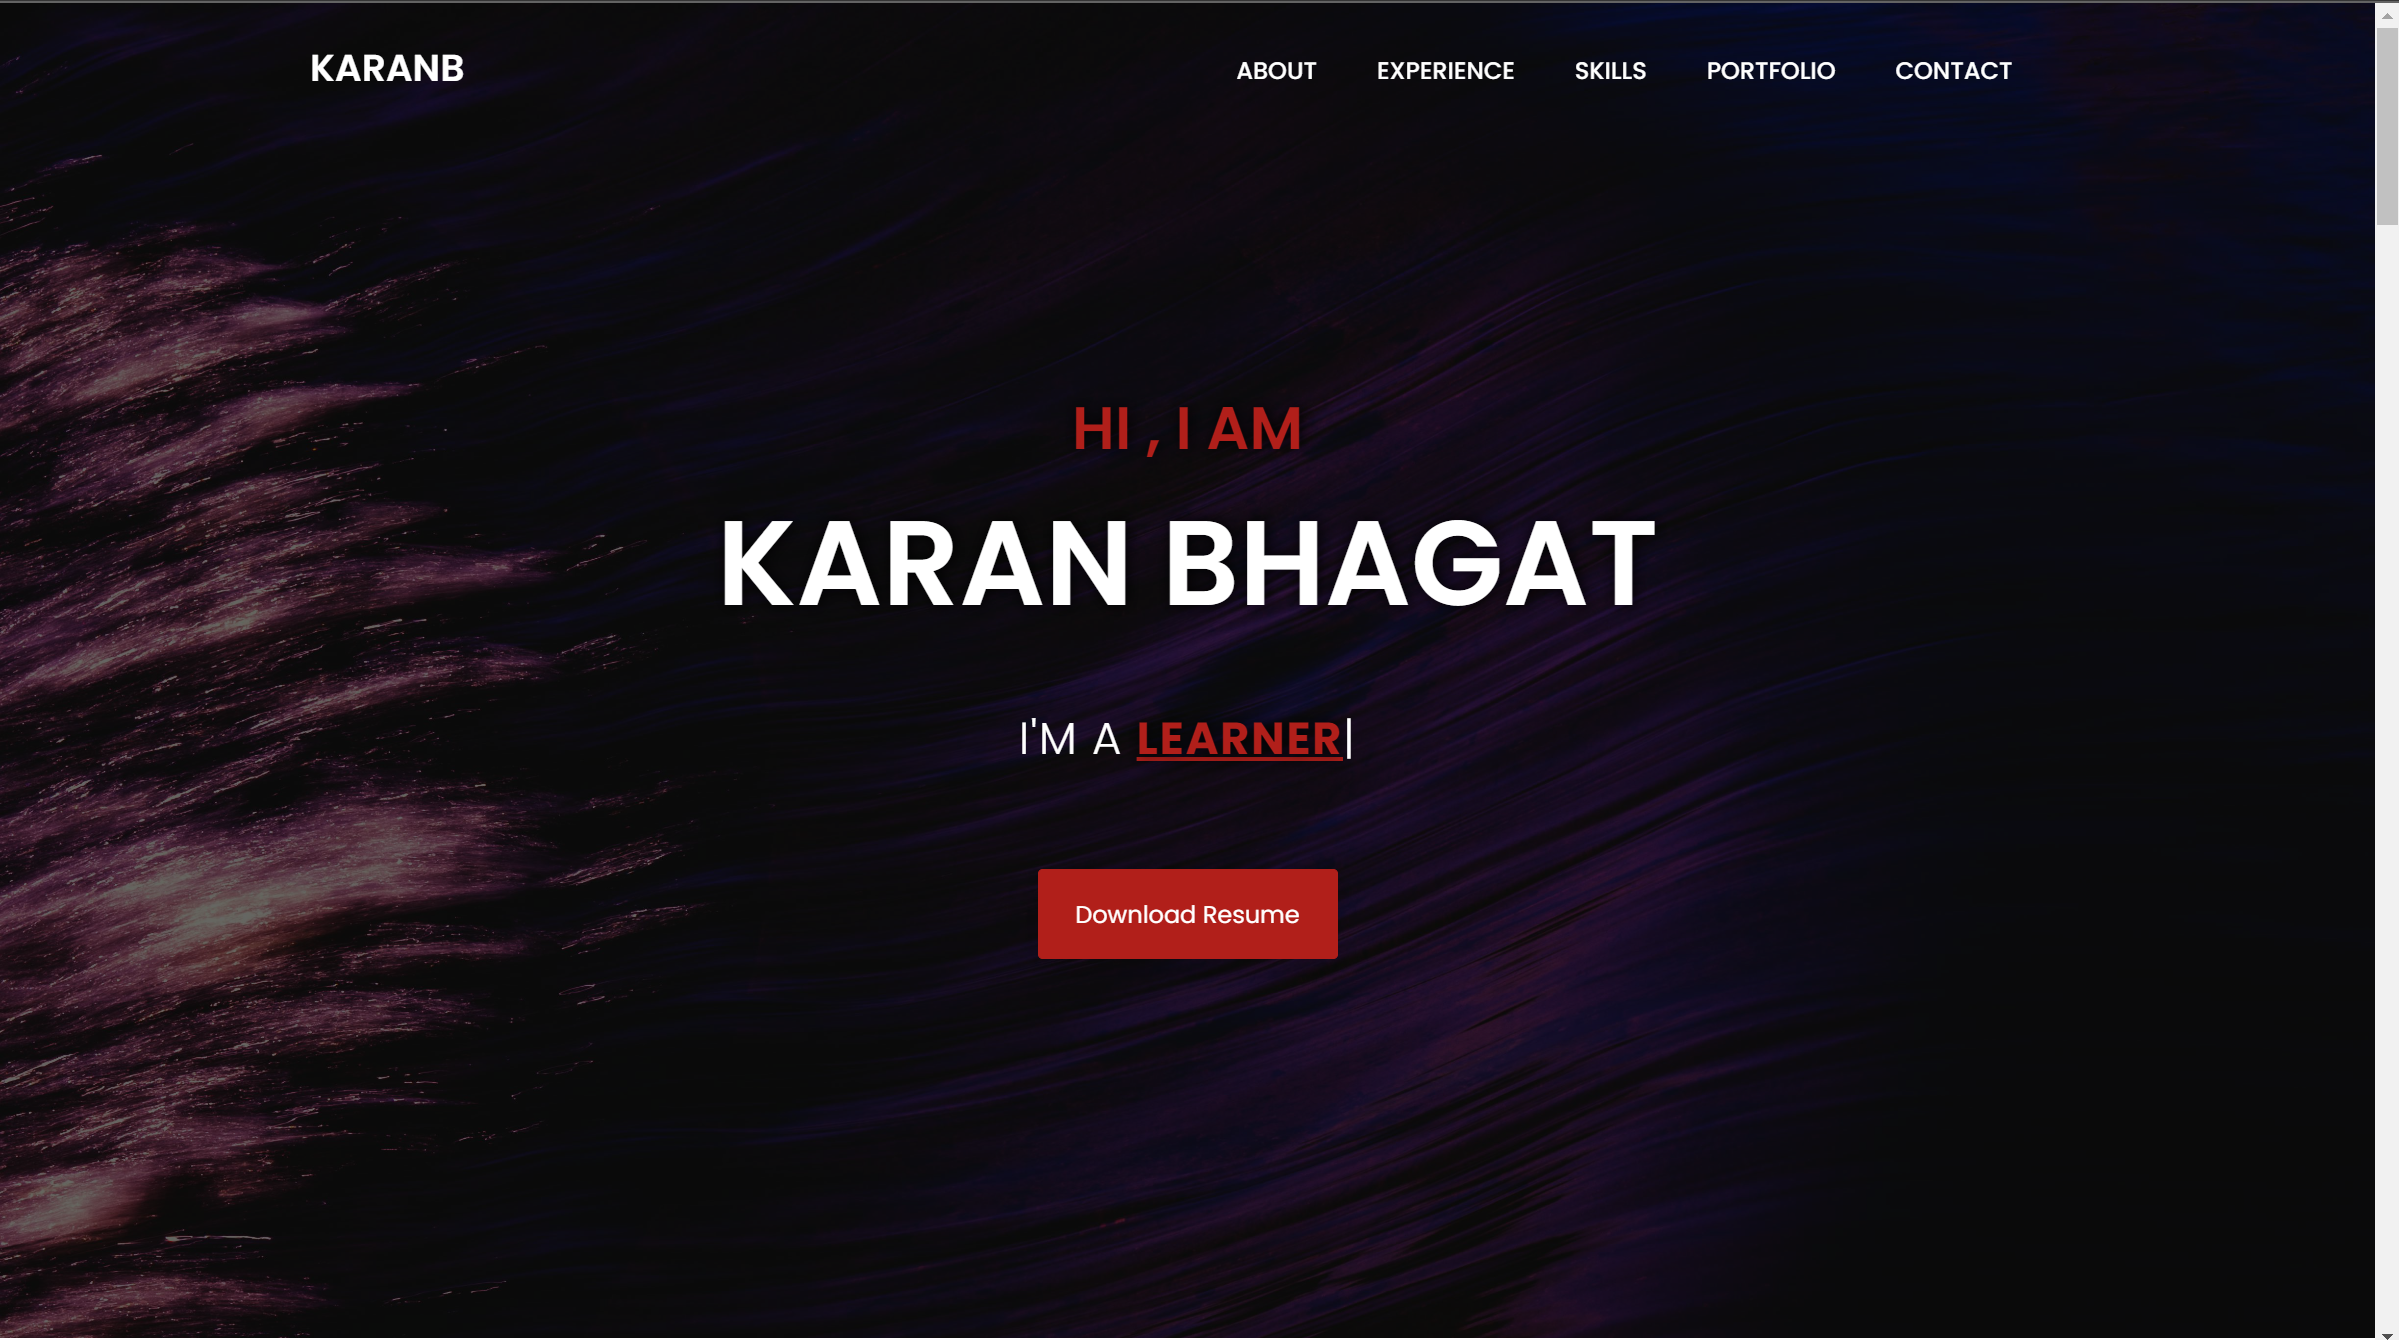 KARANB
ABOUT EXPERIENCE SKILLS PORTFOLIO CONTACT
HI , I AM
KARAN BHAGAT
I'M A LEARNER|
Download Resume